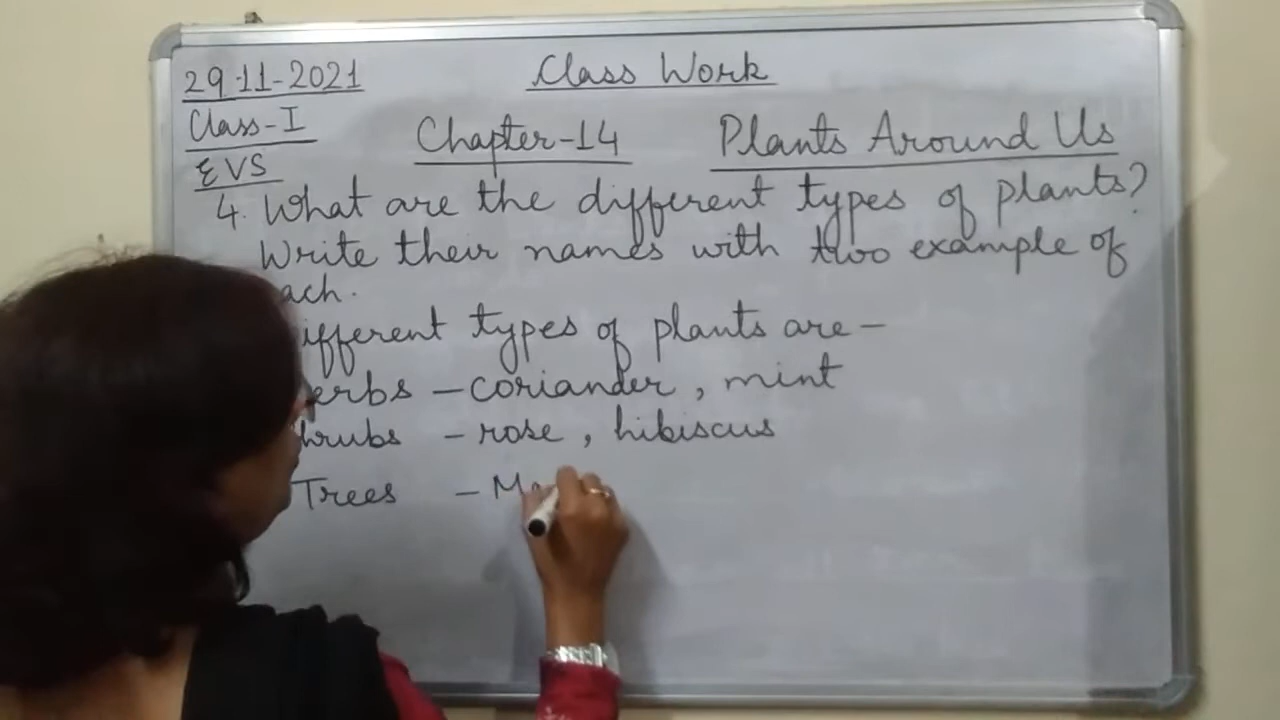 29-11-2021 Class Work
Class-I
Chapter-14 Plants Around Us
EVS
4. What are the different types of plants?
Write their names with two example of
ach.
ifferent types of plants are –
erbs – coriander, mint
hrubs – rose, hibiscus
Trees –